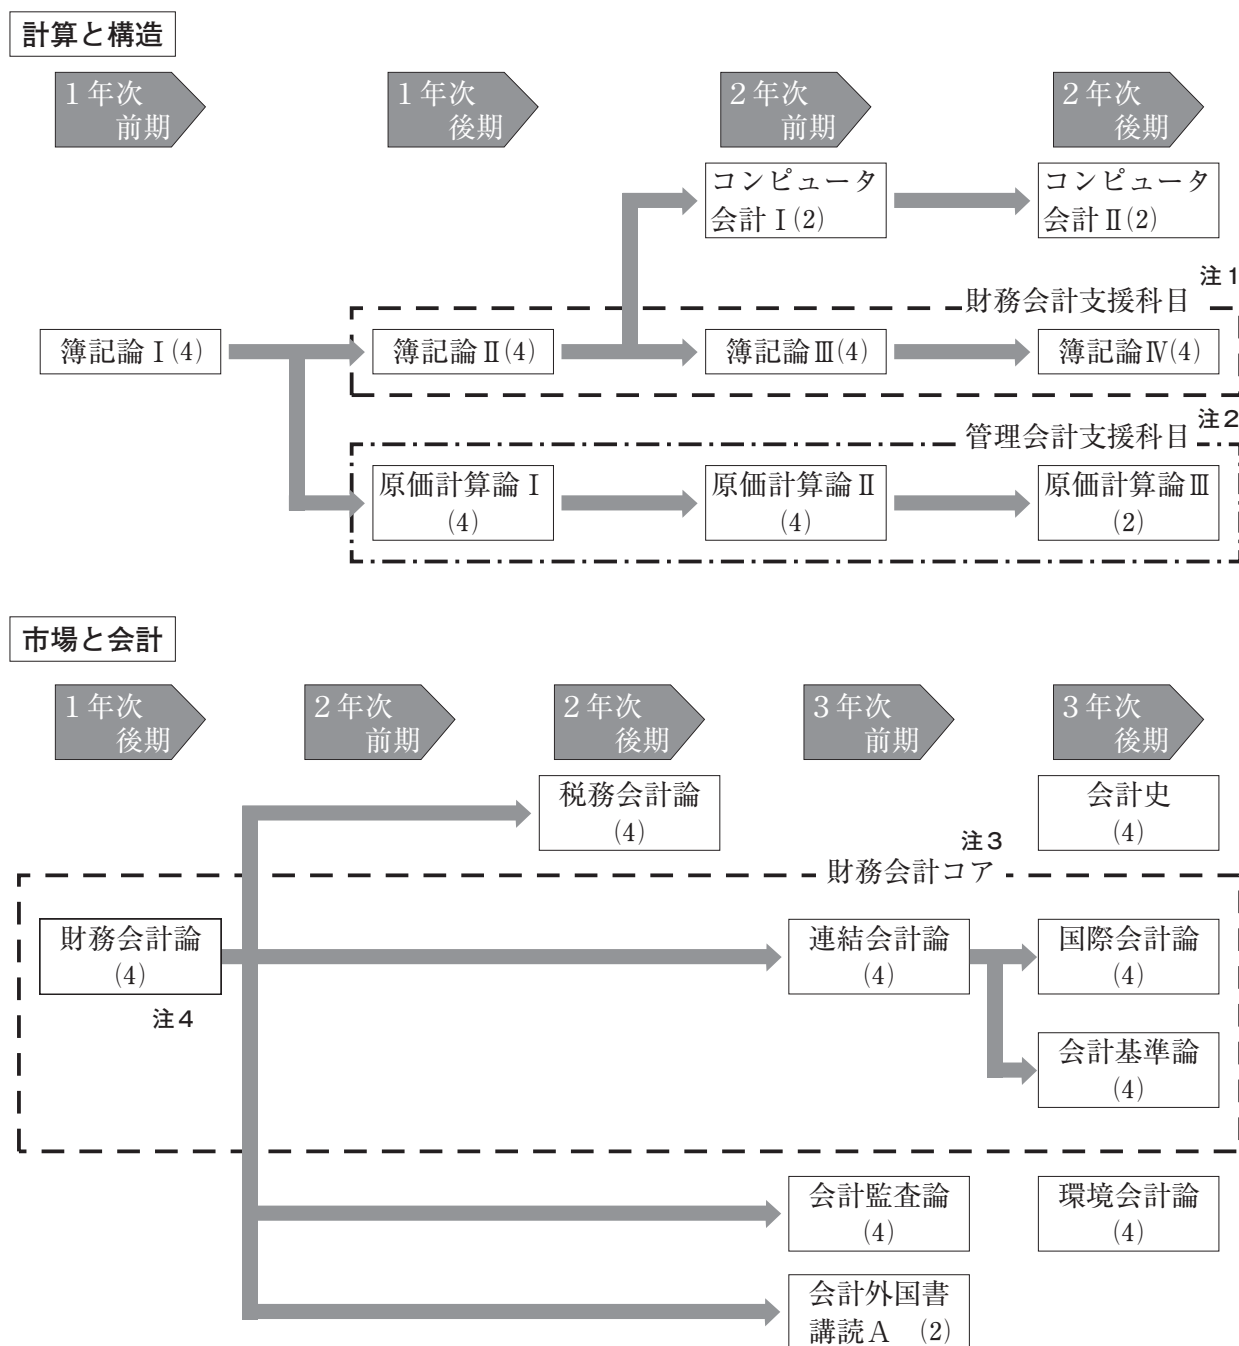 計算と構造
1年次
前期
1年次
後期
2年次
前期
2年次
後期
コンピュータ
会計Ⅰ(2)
コンピュータ
会計Ⅱ(2)
注1
財務会計支援科目
簿記論Ⅰ(4)
簿記論Ⅱ(4)
簿記論Ⅲ(4)
簿記論Ⅳ(4)
注2
管理会計支援科目
原価計算論Ⅰ
(4)
原価計算論Ⅱ
(4)
原価計算論Ⅲ
(2)
市場と会計
1年次
後期
2年次
前期
2年次
後期
3年次
前期
3年次
後期
税務会計論
(4)
会計史
(4)
注3
財務会計コア
財務会計論
(4)
注4
連結会計論
(4)
国際会計論
(4)
会計基準論
(4)
会計監査論
(4)
環境会計論
(4)
会計外国書
講読A (2)